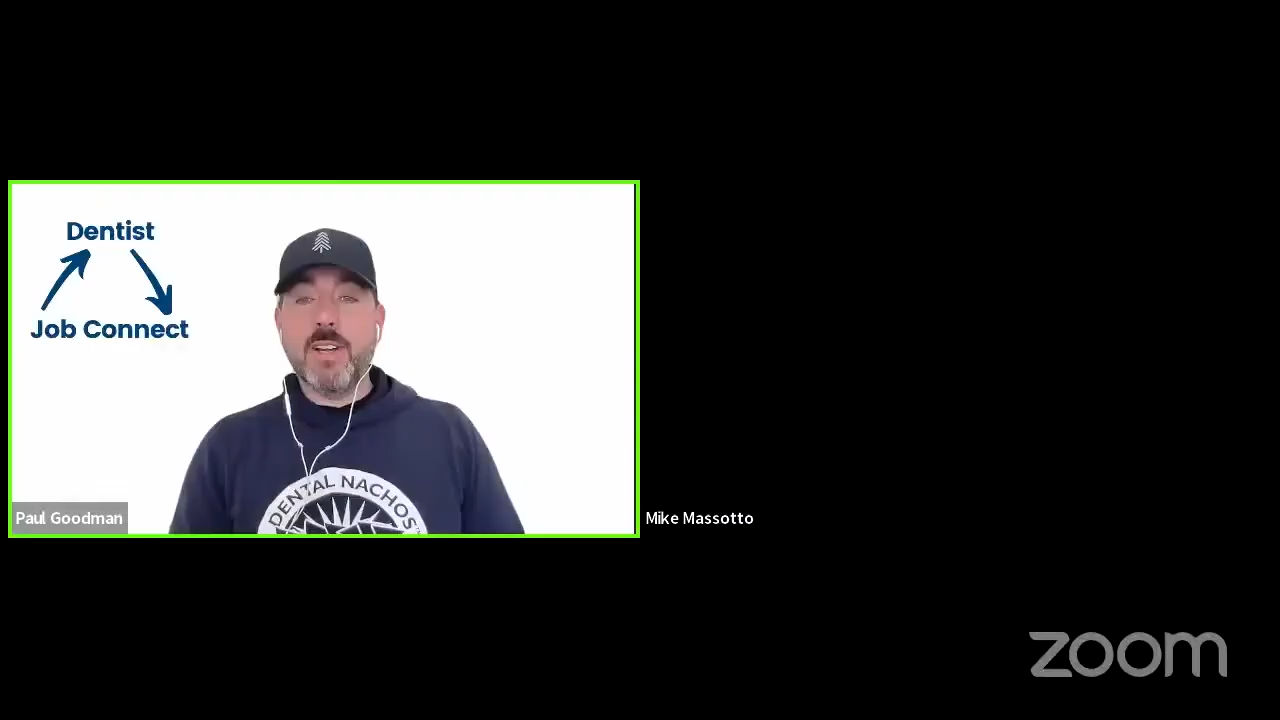 Dentist
Job Connect
DENTAL NACHOS
Paul Goodman
Mike Massotto
zoom